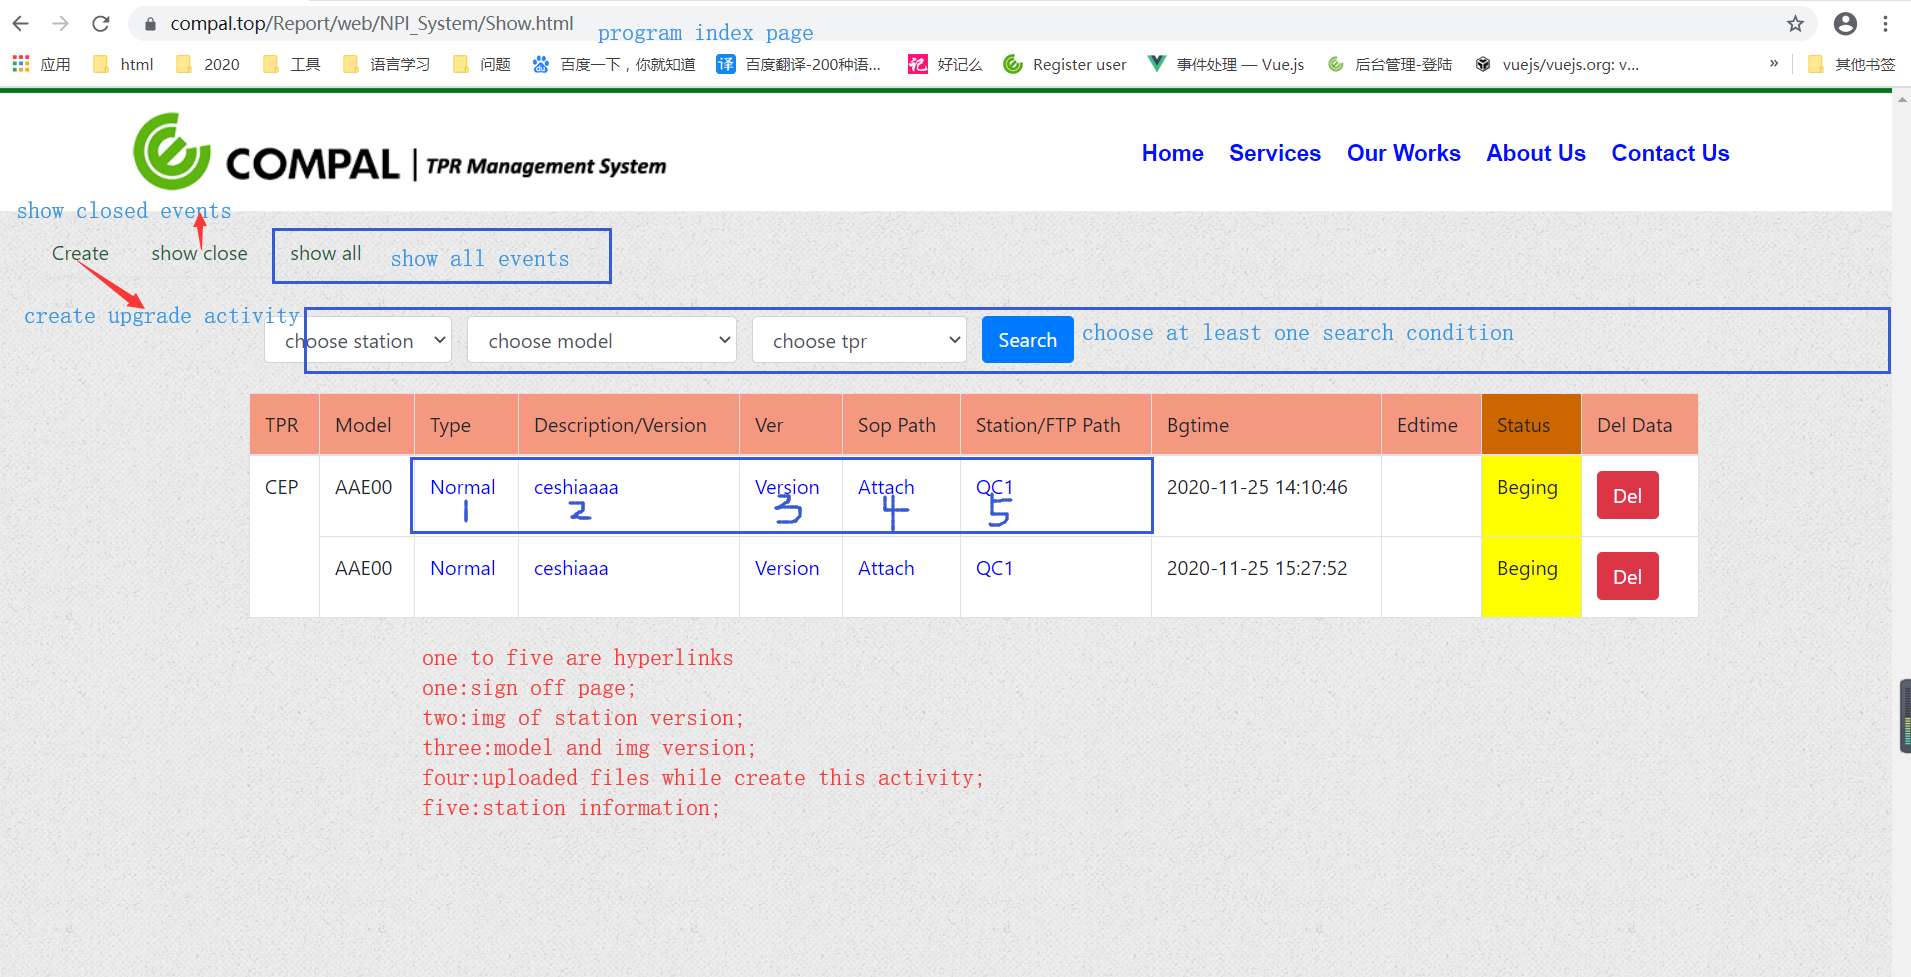 compal.top/Report/web/NPI_System/Show.html
program index page
应用 html 2020 工具 语言学习 问题 百度一下，你就知道 译 百度翻译-200种语... 记 好记么 Register user 事件处理 — Vue.js 后台管理-登陆 vuejs/vuejs.org: v... » 其他书签
COMPAL | TPR Management System
Home Services Our Works About Us Contact Us
show closed events
Create show close show all show all events
create upgrade activity
choose station choose model choose tpr Search choose at least one search condition
TPR Model Type Description/Version Ver Sop Path Station/FTP Path Bgtime Edtime Status Del Data
CEP AAE00 Normal ceshiaaaa Version Attach QC1 2020-11-25 14:10:46 Beging Del
1 2 3 4 5
AAE00 Normal ceshiaaa Version Attach QC1 2020-11-25 15:27:52 Beging Del
one to five are hyperlinks
one:sign off page;
two:img of station version;
three:model and img version;
four:uploaded files while create this activity;
five:station information;